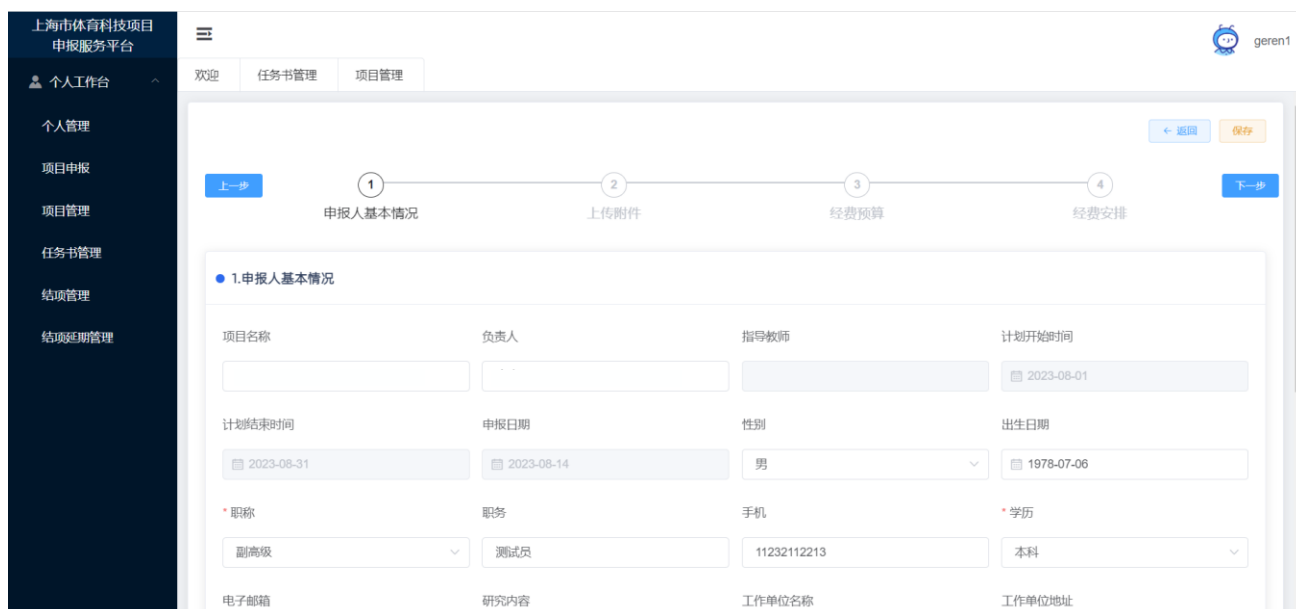 上海市体育科技项目
申报服务平台
geren1
个人工作台
欢迎 任务书管理 项目管理
个人管理
← 返回 保存
项目申报
上一步 1 2 3 4 下一步
申报人基本情况 上传附件 经费预算 经费安排
项目管理
任务书管理
1.申报人基本情况
结项管理
结项延期管理
项目名称 负责人 指导教师 计划开始时间
2023-08-01
计划结束时间 申报日期 性别 出生日期
2023-08-31 2023-08-14 男 1978-07-06
* 职称 职务 手机 * 学历
副高级 测试员 11232112213 本科
电子邮箱 研究内容 工作单位名称 工作单位地址